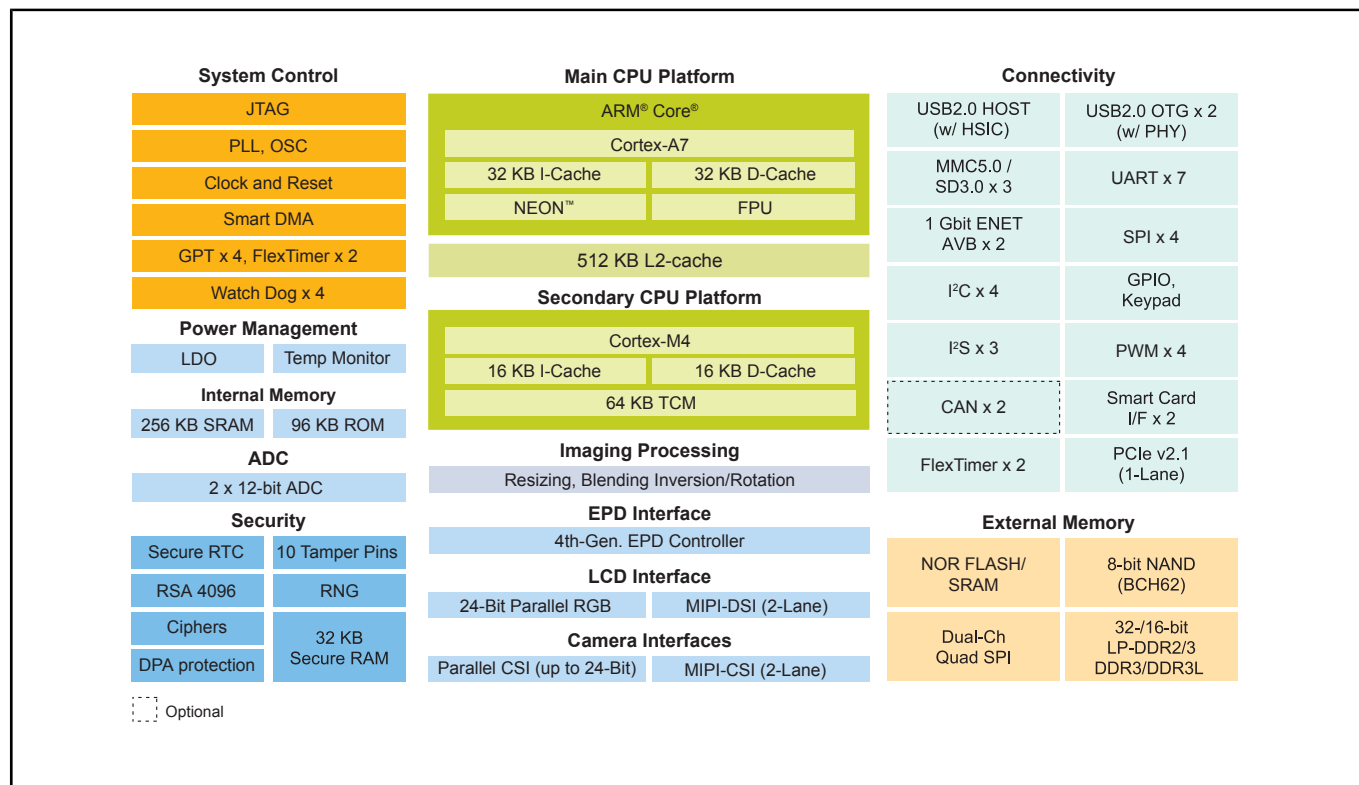 System Control
JTAG
PLL, OSC
Clock and Reset
Smart DMA
GPT x 4, FlexTimer x 2
Watch Dog x 4
Power Management
LDO
Temp Monitor
Internal Memory
256 KB SRAM
96 KB ROM
ADC
2 x 12-bit ADC
Security
Secure RTC
10 Tamper Pins
RSA 4096
RNG
Ciphers
DPA protection
32 KB
Secure RAM
Optional
Main CPU Platform
ARM® Core®
Cortex-A7
32 KB I-Cache
32 KB D-Cache
NEON™
FPU
512 KB L2-cache
Secondary CPU Platform
Cortex-M4
16 KB I-Cache
16 KB D-Cache
64 KB TCM
Imaging Processing
Resizing, Blending Inversion/Rotation
EPD Interface
4th-Gen. EPD Controller
LCD Interface
24-Bit Parallel RGB
MIPI-DSI (2-Lane)
Camera Interfaces
Parallel CSI (up to 24-Bit)
MIPI-CSI (2-Lane)
Connectivity
USB2.0 HOST
(w/ HSIC)
USB2.0 OTG x 2
(w/ PHY)
MMC5.0 /
SD3.0 x 3
UART x 7
1 Gbit ENET
AVB x 2
SPI x 4
I²C x 4
GPIO,
Keypad
I²S x 3
PWM x 4
CAN x 2
Smart Card
I/F x 2
FlexTimer x 2
PCIe v2.1
(1-Lane)
External Memory
NOR FLASH/
SRAM
8-bit NAND
(BCH62)
Dual-Ch
Quad SPI
32-/16-bit
LP-DDR2/3
DDR3/DDR3L